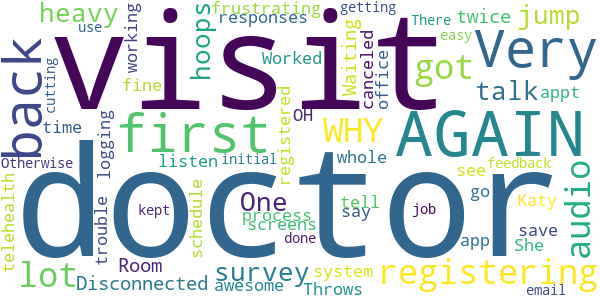 heavy
use
working
hoops
frustrating
responses
Worked
Waiting
canceled
office
getting
There
easy
twice
jump
visit
Very
back
cutting
time
fine
OH
got
talk
appt
first
WHY
AGAIN
Otherwise
logging
listen
initial
registered
whole
see
feedback
telehealth
trouble
kept
schedule
One
process
screens
done
tell
say
job
go
app
Katy
save
She
audio
doctor
lot
Room
Disconnected
survey
awesome
system
Throws
registering
email